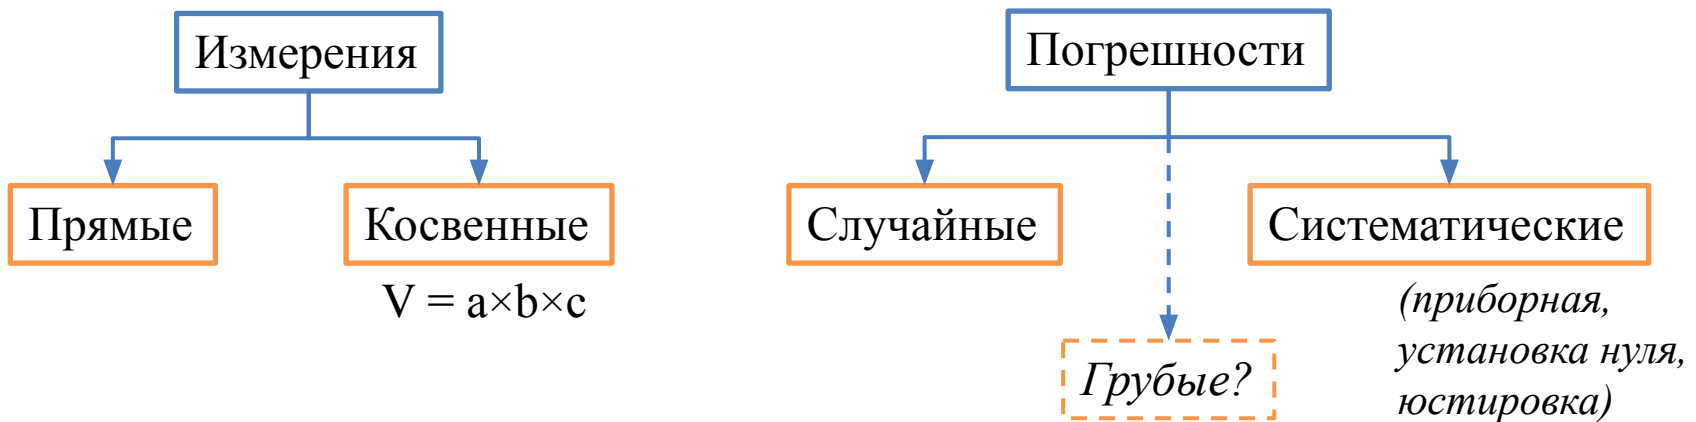 Измерения
Прямые
Косвенные
V = a×b×c
Погрешности
Случайные
Систематические
Грубые?
(приборная,
установка нуля,
юстировка)